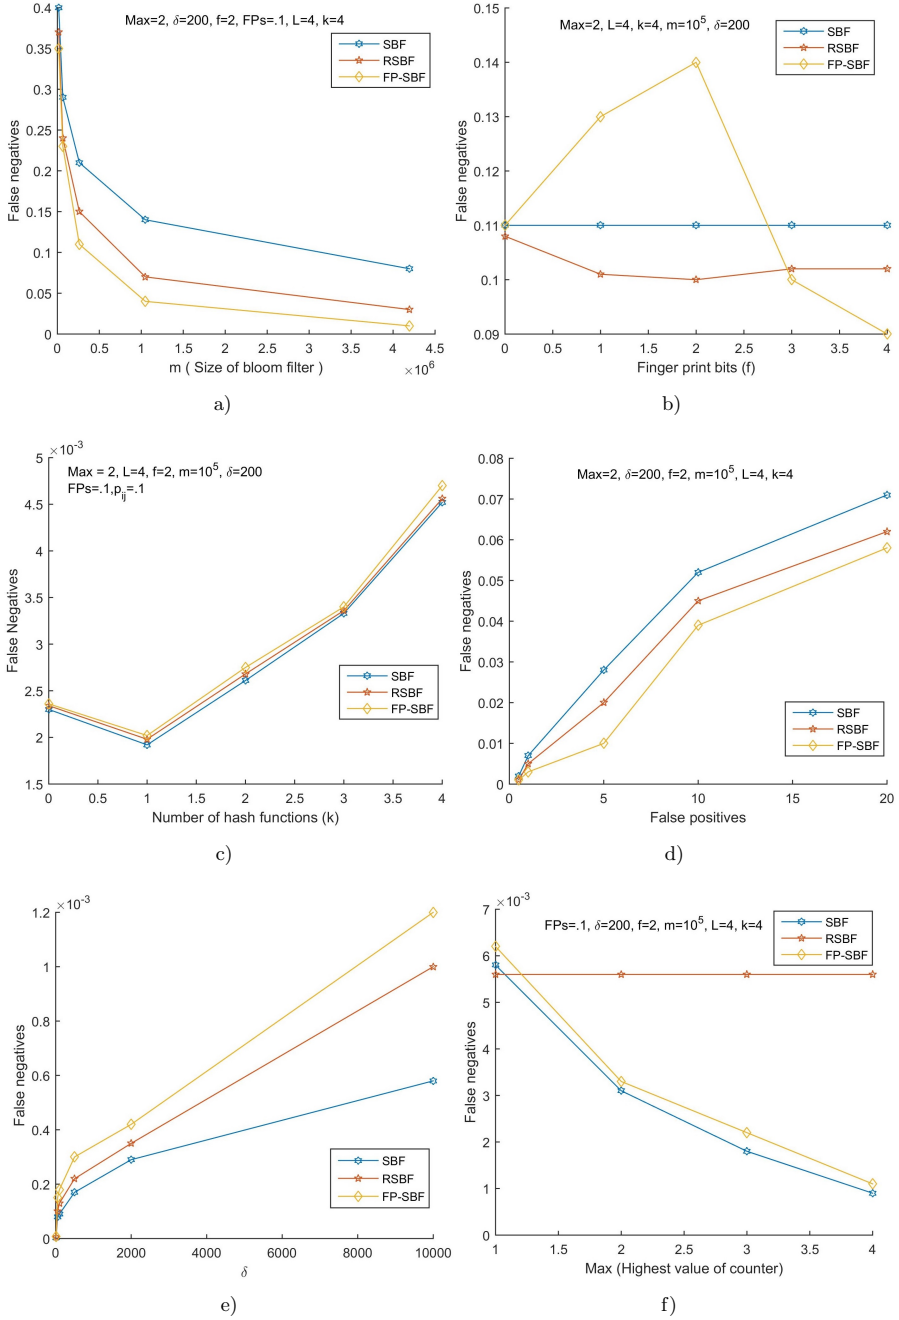 Max=2, δ=200, f=2, FPs=.1, L=4, k=4
SBF
RSBF
FP-SBF
False negatives
0.4
0.35
0.3
0.25
0.2
0.15
0.1
0.05
0
0 0.5 1 1.5 2 2.5 3 3.5 4 4.5
m ( Size of bloom filter ) ×10^6
a)
Max=2, L=4, k=4, m=10^5, δ=200
SBF
RSBF
FP-SBF
False negatives
0.15
0.14
0.13
0.12
0.11
0.1
0.09
0 1 2 3 4
Finger print bits (f)
b)
×10^-3
Max = 2, L=4, f=2, m=10^5, δ=200
FPs=.1,p_ij=.1
SBF
RSBF
FP-SBF
False Negatives
5
4.5
4
3.5
3
2.5
2
1.5
0 0.5 1 1.5 2 2.5 3 3.5 4
Number of hash functions (k)
c)
Max=2, δ=200, f=2, m=10^5, L=4, k=4
SBF
RSBF
FP-SBF
False negatives
0.08
0.07
0.06
0.05
0.04
0.03
0.02
0.01
0
0 5 10 15 20
False positives
d)
×10^-3
SBF
RSBF
FP-SBF
False negatives
1.2
1
0.8
0.6
0.4
0.2
0
0 2000 4000 6000 8000 10000
δ
e)
×10^-3
FPs=.1, δ=200, f=2, m=10^5, L=4, k=4
SBF
RSBF
FP-SBF
False negatives
7
6
5
4
3
2
1
0
1 1.5 2 2.5 3 3.5 4
Max (Highest value of counter)
f)